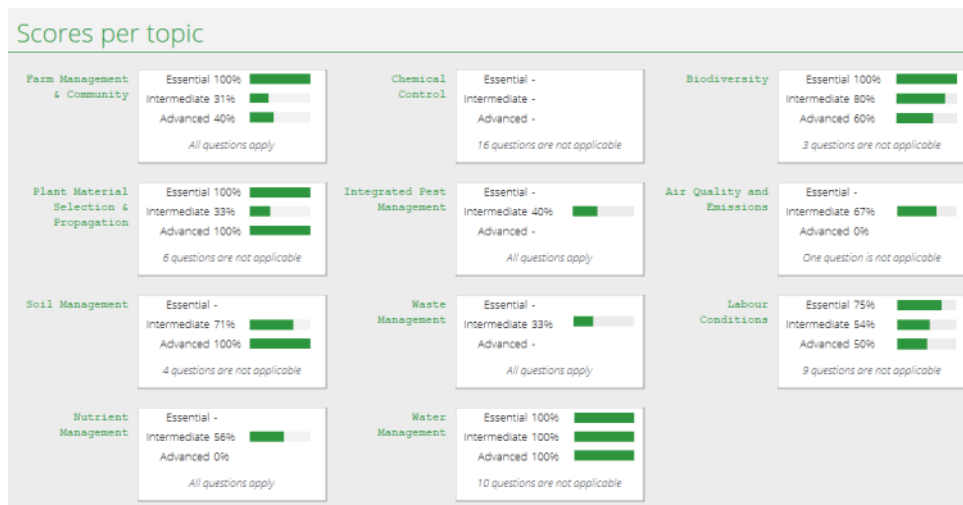 Scores per topic
Farm Management
& Community
Essential 100%
Intermediate 31%
Advanced 40%
All questions apply
Chemical
Control
Essential -
Intermediate -
Advanced -
16 questions are not applicable
Biodiversity
Essential 100%
Intermediate 80%
Advanced 60%
3 questions are not applicable
Plant Material
Selection &
Propagation
Essential 100%
Intermediate 33%
Advanced 100%
6 questions are not applicable
Integrated Pest
Management
Essential -
Intermediate 40%
Advanced -
All questions apply
Air Quality and
Emissions
Essential -
Intermediate 67%
Advanced 0%
One question is not applicable
Soil Management
Essential -
Intermediate 71%
Advanced 100%
4 questions are not applicable
Waste
Management
Essential -
Intermediate 33%
Advanced -
All questions apply
Labour
Conditions
Essential 75%
Intermediate 54%
Advanced 50%
9 questions are not applicable
Nutrient
Management
Essential -
Intermediate 56%
Advanced 0%
All questions apply
Water
Management
Essential 100%
Intermediate 100%
Advanced 100%
10 questions are not applicable